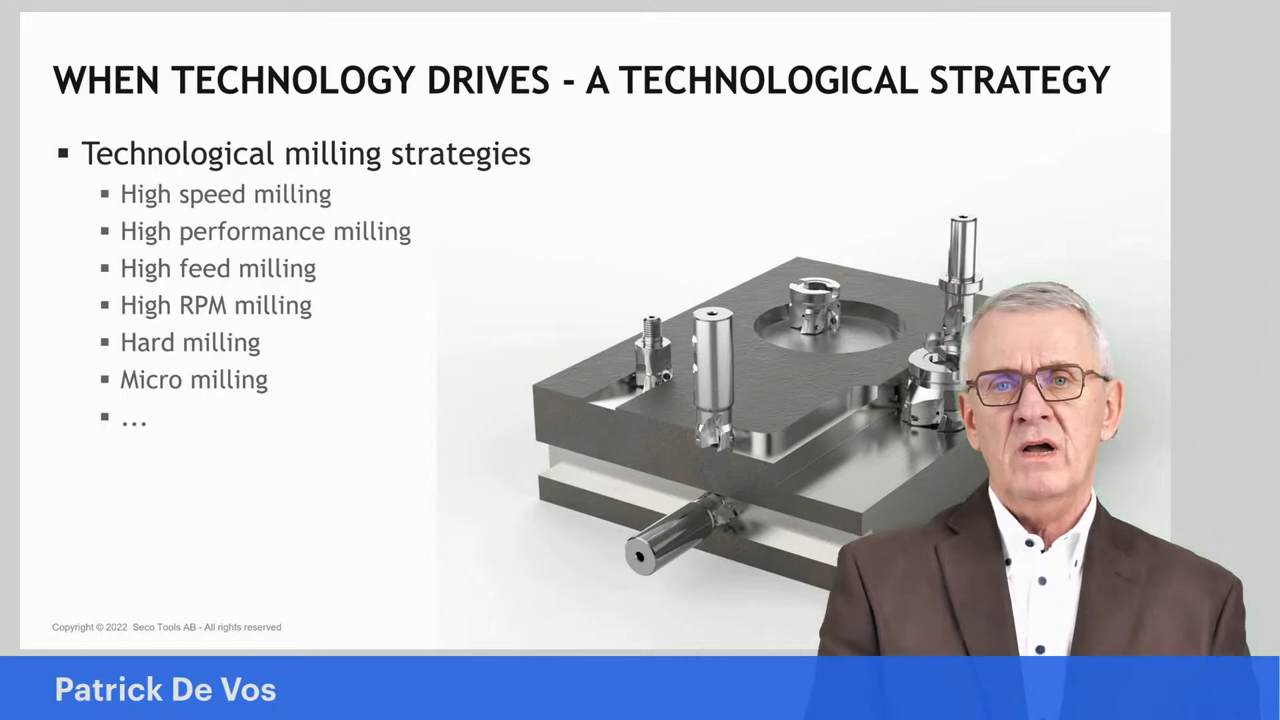 WHEN TECHNOLOGY DRIVES - A TECHNOLOGICAL STRATEGY
▪ Technological milling strategies
▪ High speed milling
▪ High performance milling
▪ High feed milling
▪ High RPM milling
▪ Hard milling
▪ Micro milling
▪ ...
Copyright © 2022 Seco Tools AB - All rights reserved
Patrick De Vos